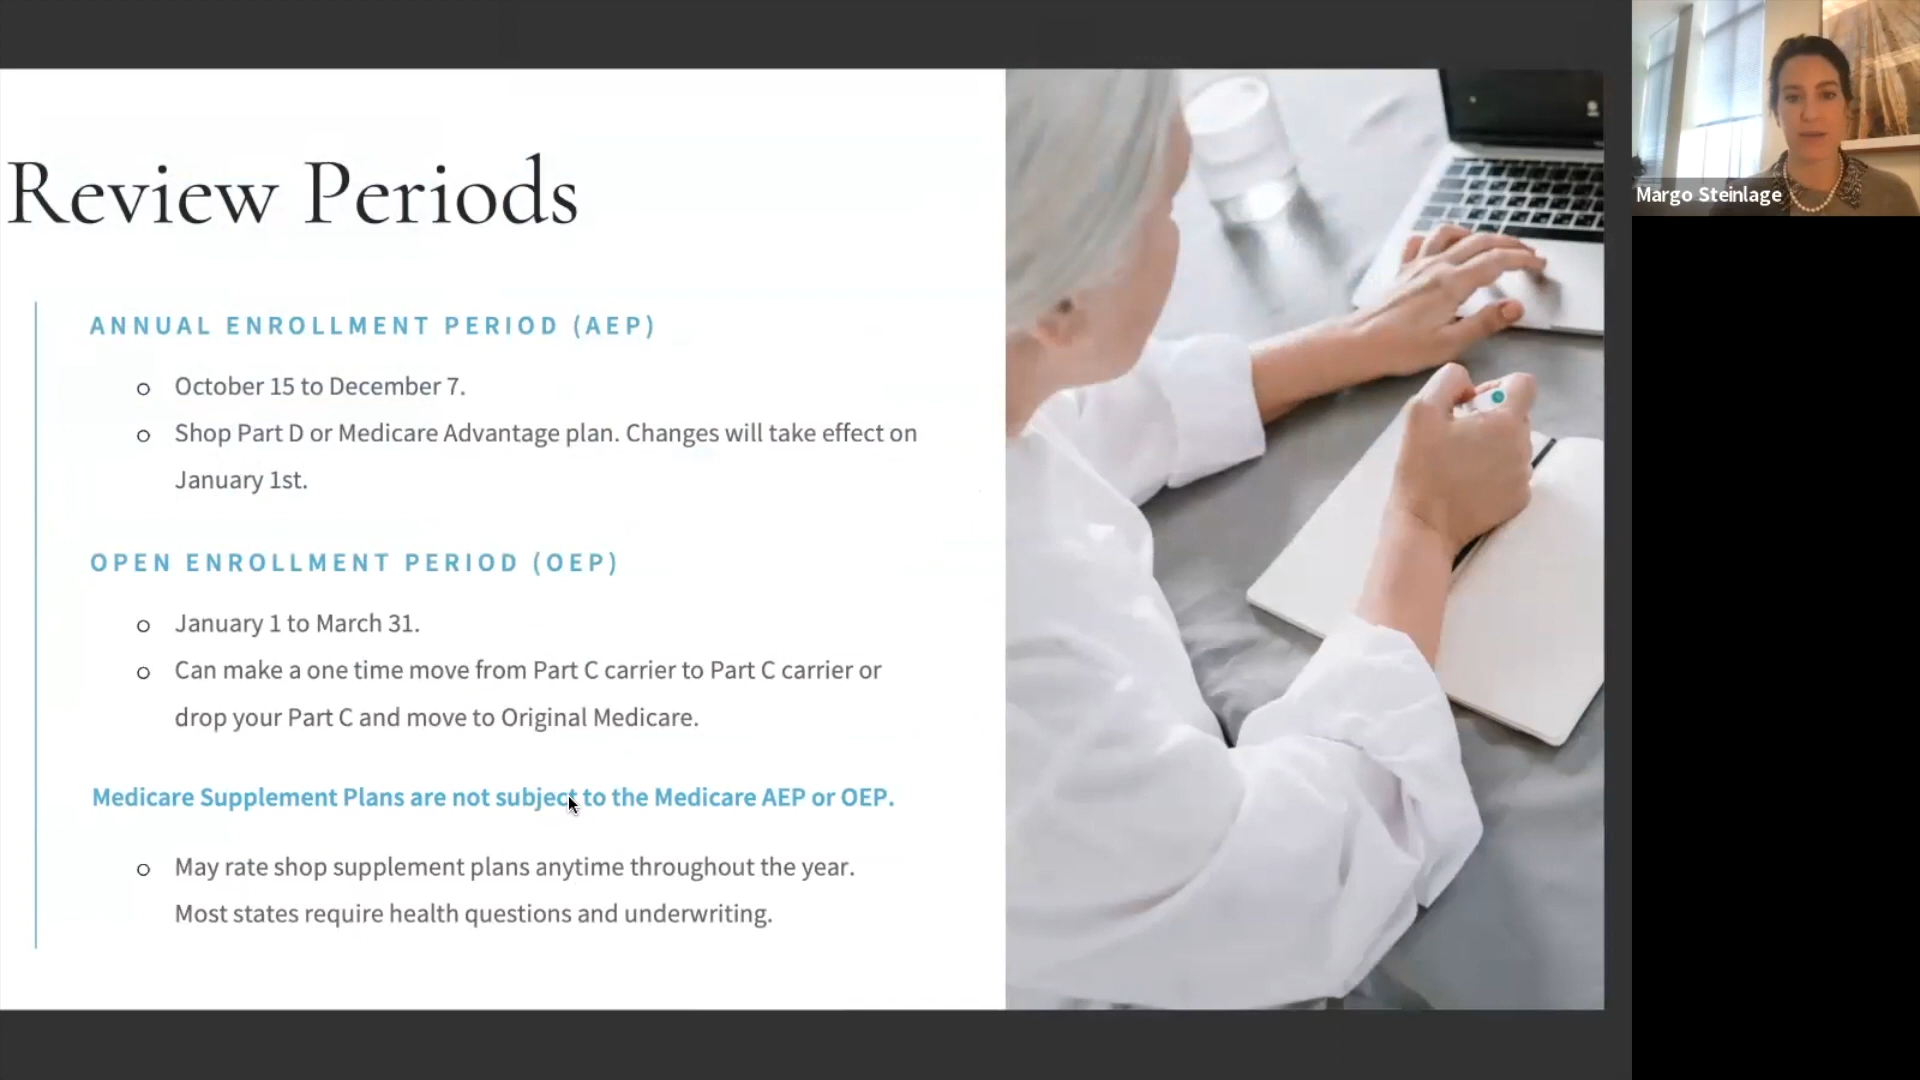 Review Periods
ANNUAL ENROLLMENT PERIOD (AEP)
October 15 to December 7.
Shop Part D or Medicare Advantage plan. Changes will take effect on
January 1st.
OPEN ENROLLMENT PERIOD (OEP)
January 1 to March 31.
Can make a one time move from Part C carrier to Part C carrier or
drop your Part C and move to Original Medicare.
Medicare Supplement Plans are not subject to the Medicare AEP or OEP.
May rate shop supplement plans anytime throughout the year.
Most states require health questions and underwriting.
Margo Steinlage